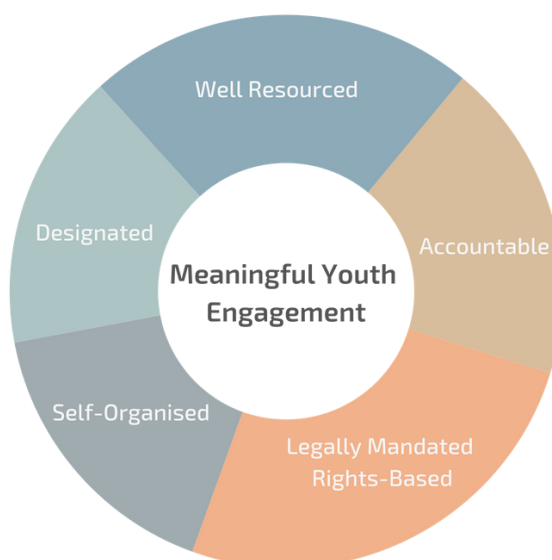 Well Resourced
Designated
Accountable
Meaningful Youth
Engagement
Self-Organised
Legally Mandated
Rights-Based